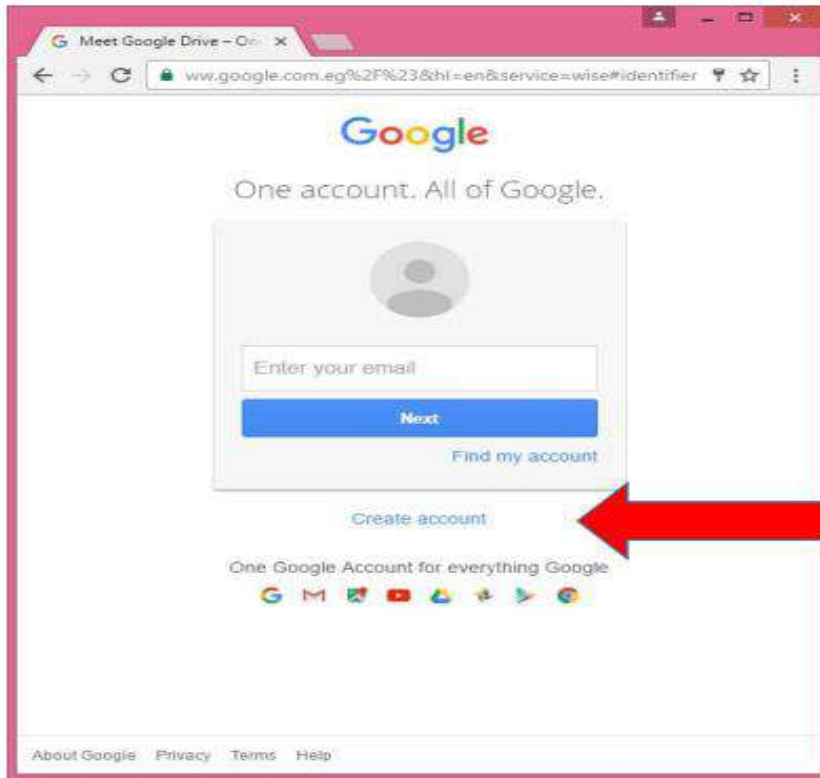 Meet Google Drive – On
ww.google.com.eg%2F%23&hl=en&service=wise#identifier
Google
One account. All of Google.
Enter your email
Next
Find my account
Create account
One Google Account for everything Google
About Google Privacy Terms Help